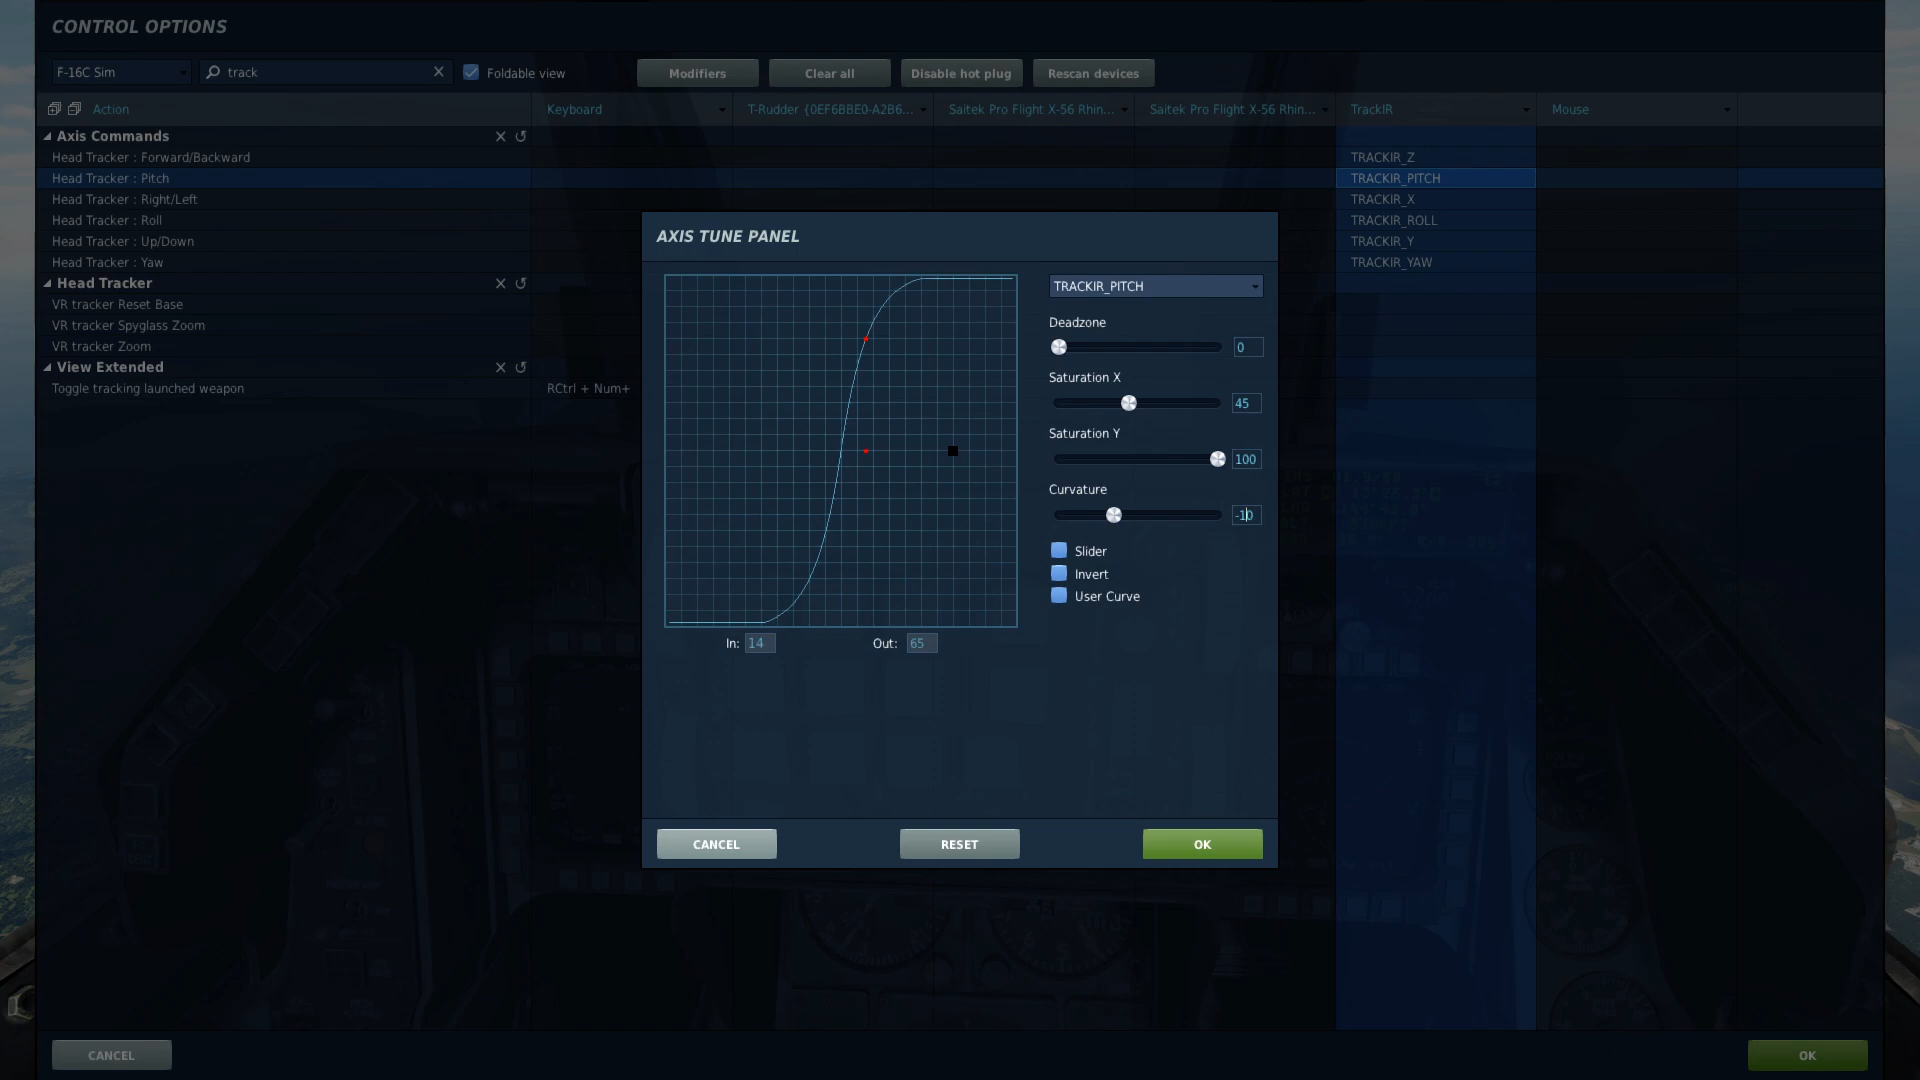 CONTROL OPTIONS
F-16C Sim
track
Foldable view
Modifiers
Clear all
Disable hot plug
Rescan devices
Action
Keyboard
T-Rudder {0EF6BBE0-A2B6...
Saitek Pro Flight X-56 Rhin...
Saitek Pro Flight X-56 Rhin...
TrackIR
Mouse
Axis Commands
Head Tracker : Forward/Backward
TRACKIR_Z
Head Tracker : Pitch
TRACKIR_PITCH
Head Tracker : Right/Left
TRACKIR_X
Head Tracker : Roll
TRACKIR_ROLL
Head Tracker : Up/Down
TRACKIR_Y
Head Tracker : Yaw
TRACKIR_YAW
Head Tracker
VR tracker Reset Base
VR tracker Spyglass Zoom
VR tracker Zoom
View Extended
Toggle tracking launched weapon
RCtrl + Num+
AXIS TUNE PANEL
TRACKIR_PITCH
Deadzone
0
Saturation X
45
Saturation Y
100
Curvature
-10
Slider
Invert
User Curve
In: 14
Out: 65
CANCEL
RESET
OK
CANCEL
OK